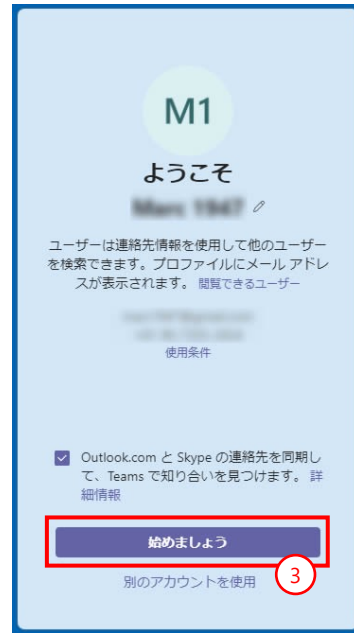 M1
ようこそ
ユーザーは連絡先情報を使用して他のユーザー
を検索できます。プロファイルにメール アドレ
スが表示されます。 閲覧できるユーザー
使用条件
Outlook.com と Skype の連絡先を同期し
て、Teams で知り合いを見つけます。 詳
細情報
始めましょう
3
別のアカウントを使用